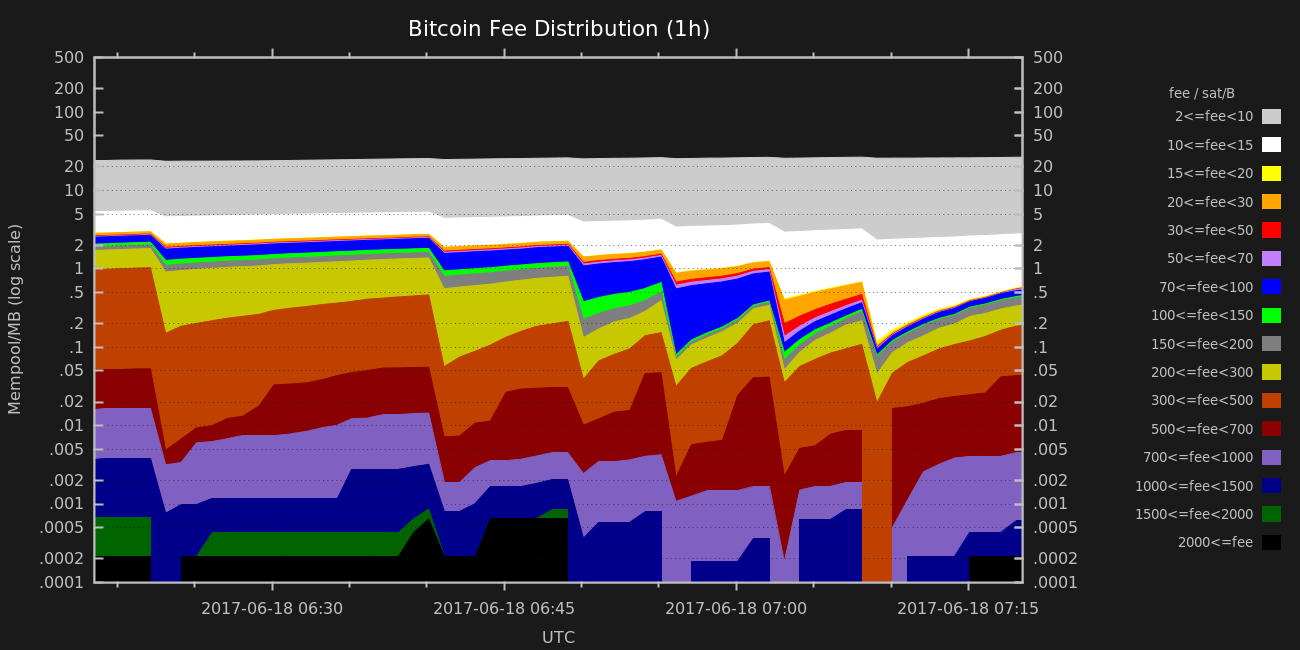 Bitcoin Fee Distribution (1h)
500
200
100
50
20
10
5
2
1
.5
.2
.1
.05
.02
.01
.005
.002
.001
.0005
.0002
.0001
Mempool/MB (log scale)
500
200
100
50
20
10
5
2
1
.5
.2
.1
.05
.02
.01
.005
.002
.001
.0005
.0002
.0001
2017-06-18 06:30
2017-06-18 06:45
2017-06-18 07:00
2017-06-18 07:15
UTC
fee / sat/B
2<=fee<10
10<=fee<15
15<=fee<20
20<=fee<30
30<=fee<50
50<=fee<70
70<=fee<100
100<=fee<150
150<=fee<200
200<=fee<300
300<=fee<500
500<=fee<700
700<=fee<1000
1000<=fee<1500
1500<=fee<2000
2000<=fee